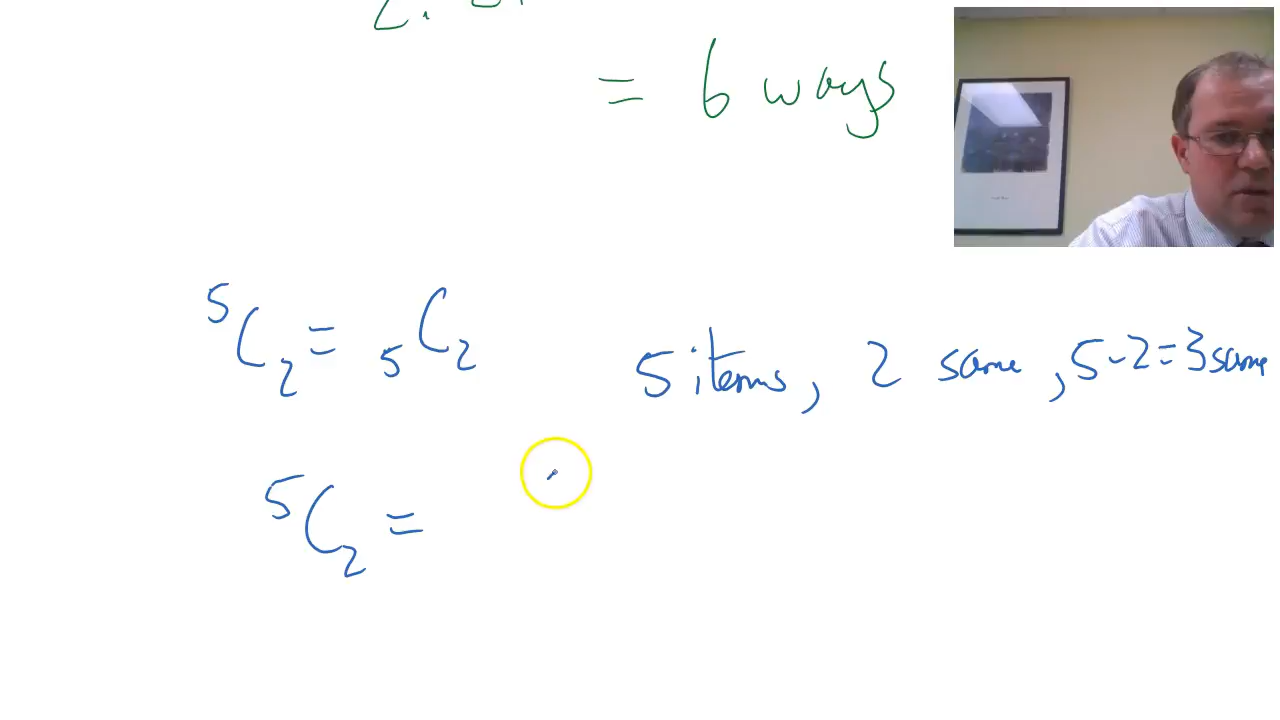 = 6 ways
⁵C₂ = ₅C₂ 5 items, 2 same, 5-2=3 same
⁵C₂ =